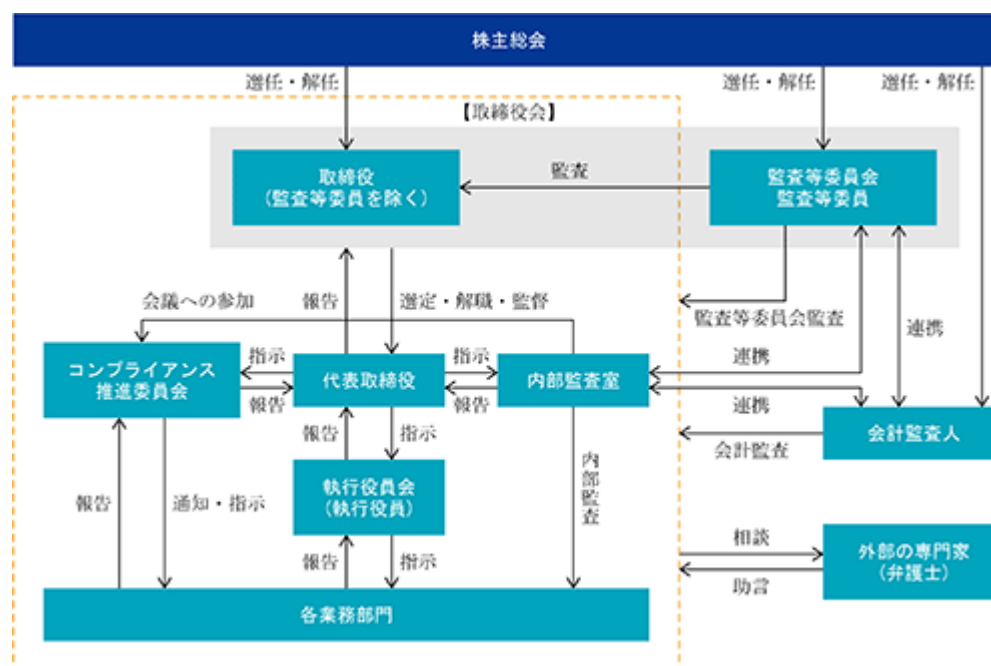 株主総会
選任・解任
選任・解任
選任・解任
【取締役会】
取締役
(監査等委員を除く)
監査
監査等委員会
監査等委員
会議への参加
報告
選定・解職・監督
監査等委員会監査
連携
コンプライアンス
推進委員会
指示
報告
代表取締役
指示
報告
内部監査室
連携
連携
会計監査人
会計監査
報告
指示
執行役員会
(執行役員)
内部監査
報告
通知・指示
報告
指示
相談
助言
外部の専門家
(弁護士)
各業務部門